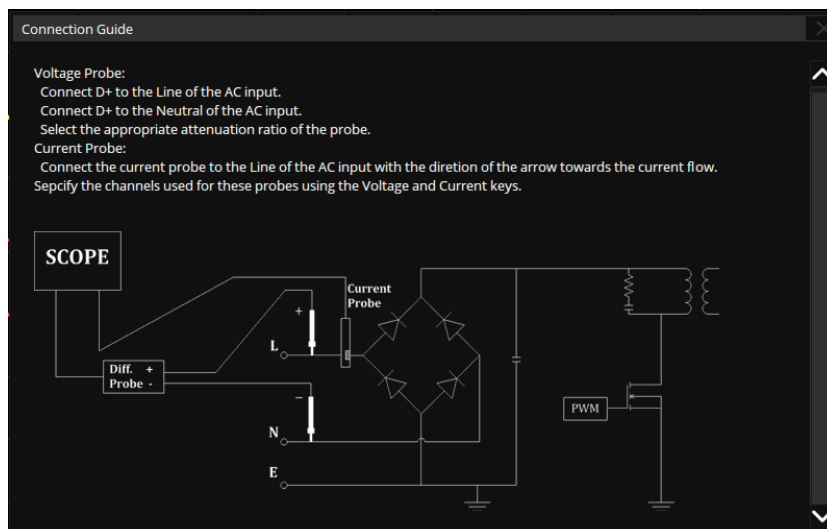 Connection Guide
Voltage Probe:
Connect D+ to the Line of the AC input.
Connect D+ to the Neutral of the AC input.
Select the appropriate attenuation ratio of the probe.
Current Probe:
Connect the current probe to the Line of the AC input with the diretion of the arrow towards the current flow.
Sepcify the channels used for these probes using the Voltage and Current keys.
SCOPE
Current
Probe
+
L
Diff. +
Probe -
−
N
PWM
E